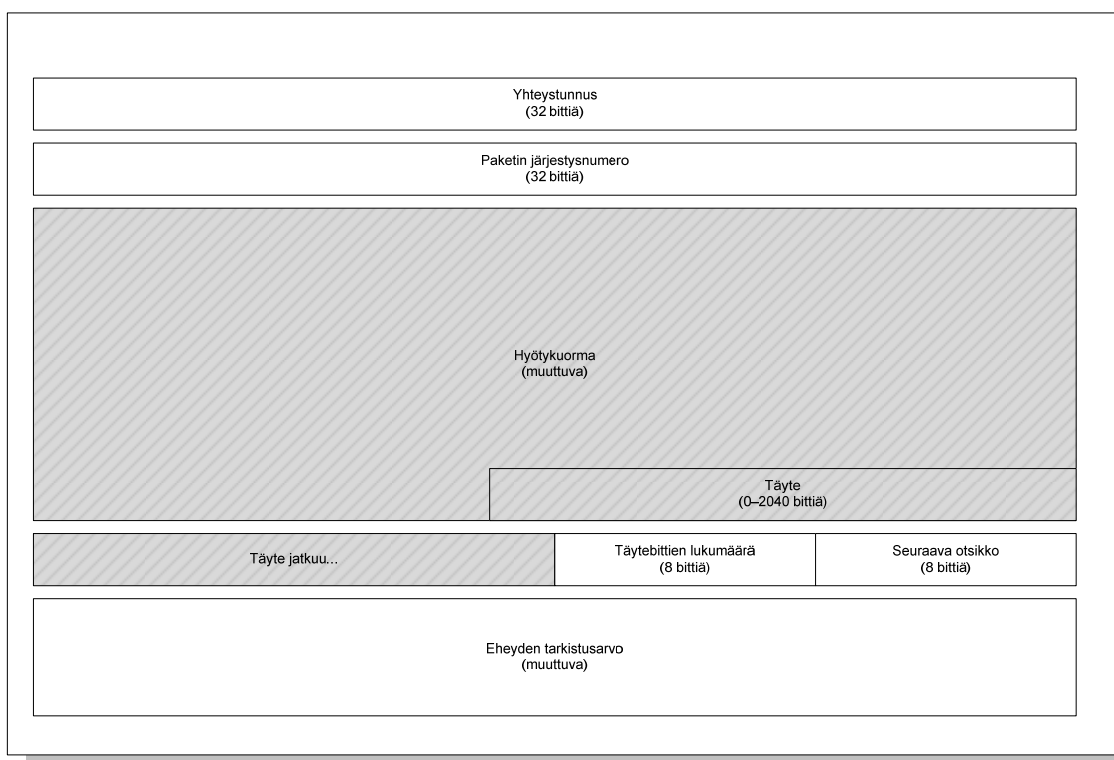 Yhteystunnus
(32 bittiä)
Paketin järjestysnumero
(32 bittiä)
Hyötykuorma
(muuttuva)
Täyte
(0–2040 bittiä)
Täyte jatkuu...
Täytebittien lukumäärä
(8 bittiä)
Seuraava otsikko
(8 bittiä)
Eheyden tarkistusarvo
(muuttuva)